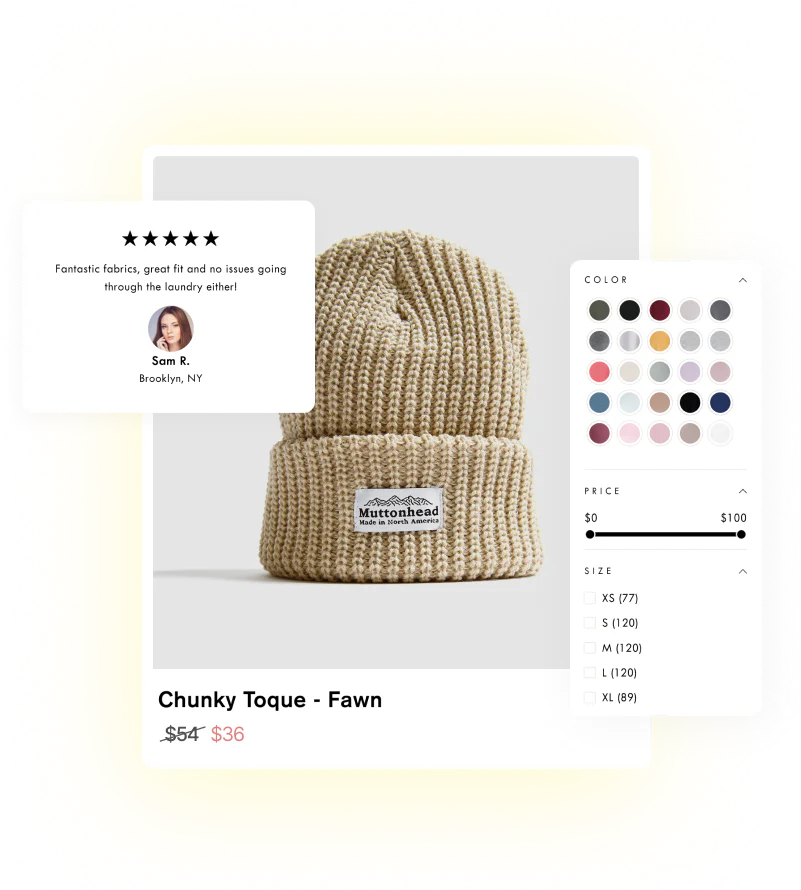 ★★★★★
Fantastic fabrics, great fit and no issues going
through the laundry either!
Sam R.
Brooklyn, NY
Muttonhead
Made in North America
Chunky Toque - Fawn
$54 $36
COLOR
PRICE
$0 $100
SIZE
XS (77)
S (120)
M (120)
L (120)
XL (89)